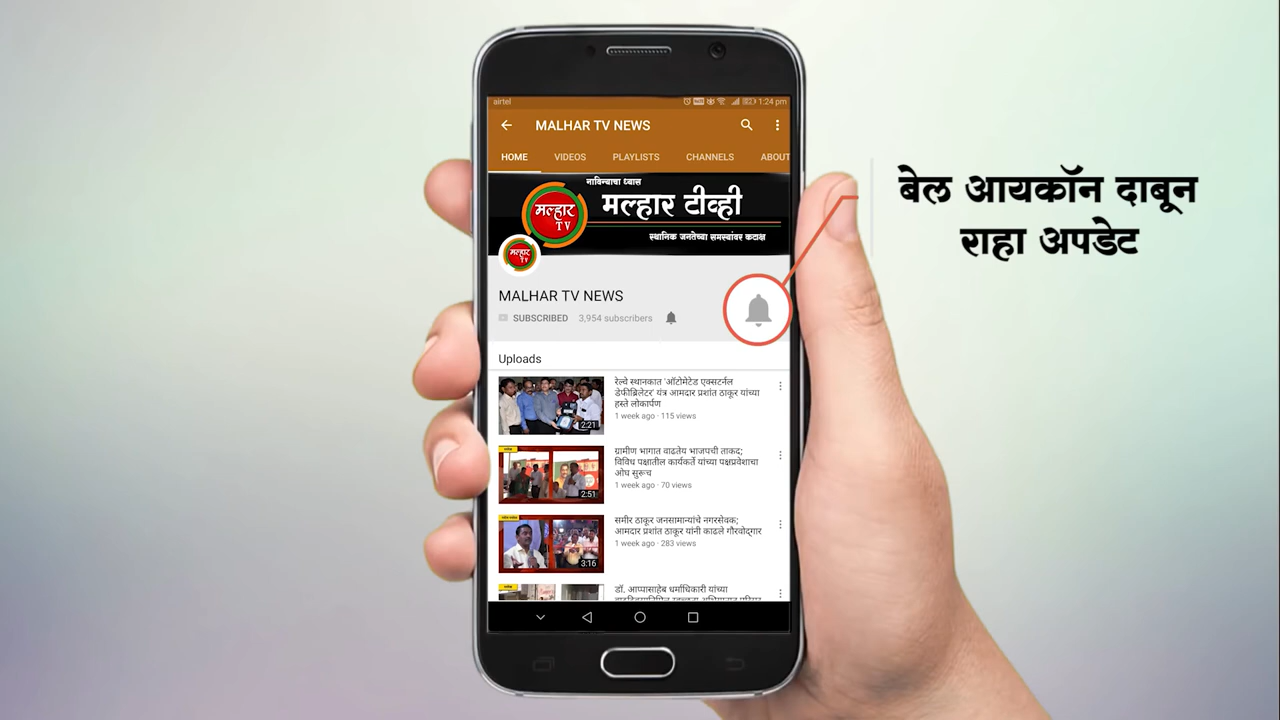 airtel
1:24 pm
MALHAR TV NEWS
HOME VIDEOS PLAYLISTS CHANNELS ABOUT
नाविन्याचा ध्यास
मल्हार टीव्ही
स्थानिक जनतेच्या समस्यांवर कटाक्ष
मल्हार
TV
मल्हार
TV
बेल आयकॉन दाबून
राहा अपडेट
MALHAR TV NEWS
SUBSCRIBED 3,954 subscribers
Uploads
रेल्वे स्थानकात 'ऑटोमेटेड एक्सटर्नल
डेफीब्रिलेटर' यंत्र आमदार प्रशांत ठाकूर यांच्या
हस्ते लोकार्पण
1 week ago · 115 views
2:21
ग्रामीण भागात वाढतेय भाजपची ताकद;
विविध पक्षातील कार्यकर्ते यांच्या पक्षप्रवेशाचा
ओघ सुरूच
1 week ago · 70 views
2:51
समीर ठाकूर जनसामान्यांचे नगरसेवक;
आमदार प्रशांत ठाकूर यांनी काढले गौरवोद्गार
1 week ago · 283 views
3:16
डॉ. आप्पासाहेब धर्माधिकारी यांच्या